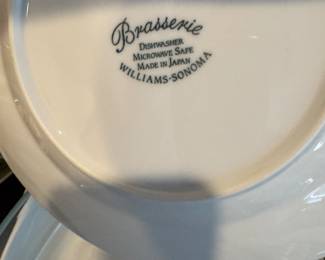 Brasserie
DISHWASHER
MICROWAVE SAFE
MADE IN JAPAN
WILLIAMS-SONOMA